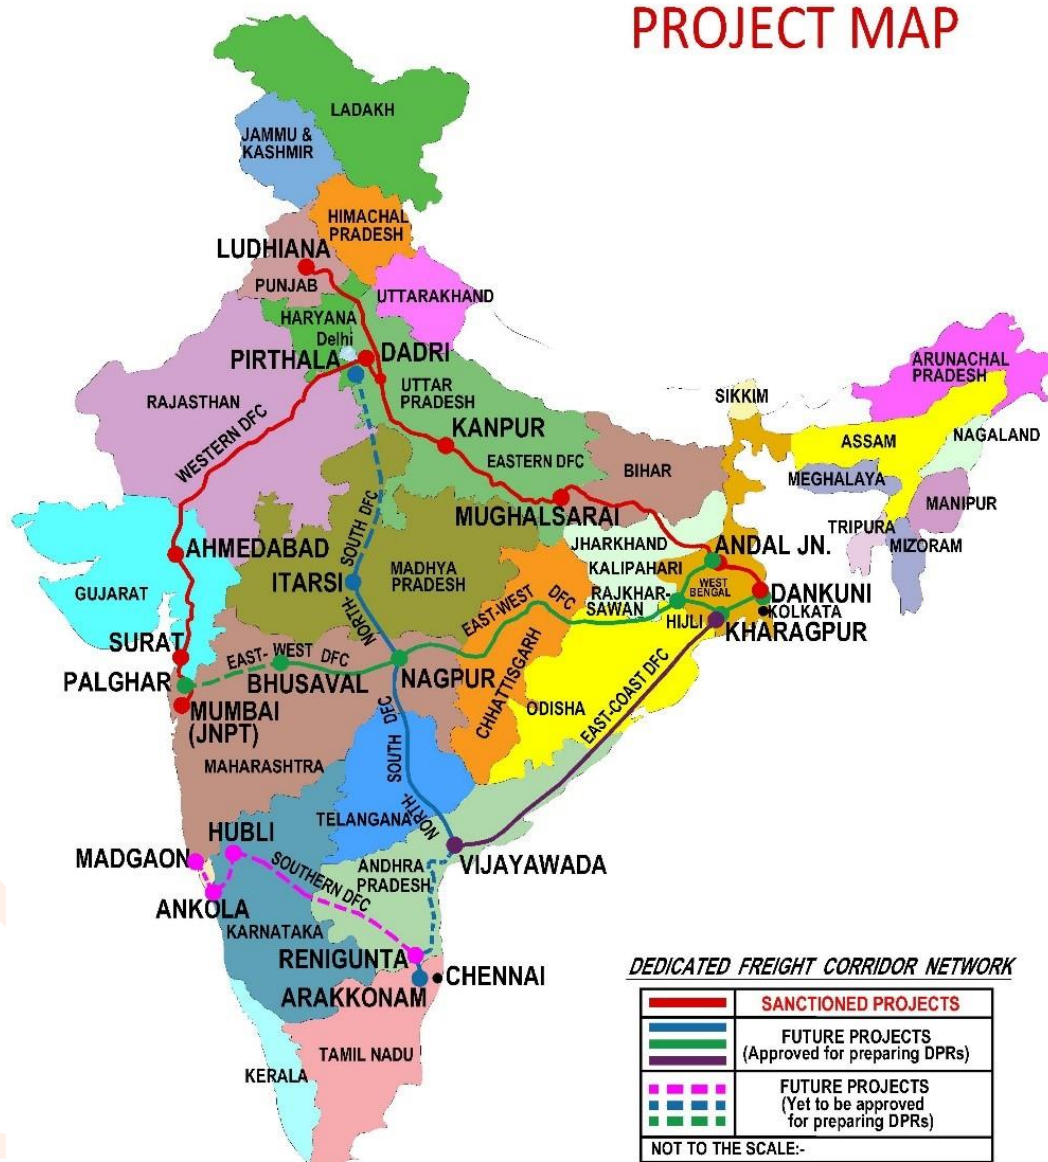 PROJECT MAP
LADAKH
JAMMU &
KASHMIR
HIMACHAL
PRADESH
LUDHIANA
PUNJAB
UTTARAKHAND
HARYANA
Delhi
PIRTHALA
DADRI
UTTAR
PRADESH
RAJASTHAN
WESTERN DFC
KANPUR
EASTERN DFC
BIHAR
SIKKIM
ARUNACHAL
PRADESH
ASSAM
NAGALAND
MEGHALAYA
MANIPUR
TRIPURA
MIZORAM
MUGHALSARAI
AHMEDABAD
GUJARAT
NORTH-SOUTH DFC
ITARSI
MADHYA
PRADESH
JHARKHAND
KALIPAHARI
ANDAL JN.
RAJKHAR-
SAWAN
WEST
BENGAL
DANKUNI
KOLKATA
HIJLI
KHARAGPUR
SURAT
PALGHAR
EAST- WEST DFC
BHUSAVAL
NAGPUR
EAST-WEST DFC
CHHATTISGARH
ODISHA
EAST-COAST DFC
MUMBAI
(JNPT)
MAHARASHTRA
NORTH-SOUTH DFC
TELANGANA
HUBLI
MADGAON
ANKOLA
SOUTHERN DFC
ANDHRA
PRADESH
VIJAYAWADA
KARNATAKA
RENIGUNTA
ARAKKONAM
CHENNAI
TAMIL NADU
KERALA
DEDICATED FREIGHT CORRIDOR NETWORK
SANCTIONED PROJECTS
FUTURE PROJECTS
(Approved for preparing DPRs)
FUTURE PROJECTS
(Yet to be approved
for preparing DPRs)
NOT TO THE SCALE:-